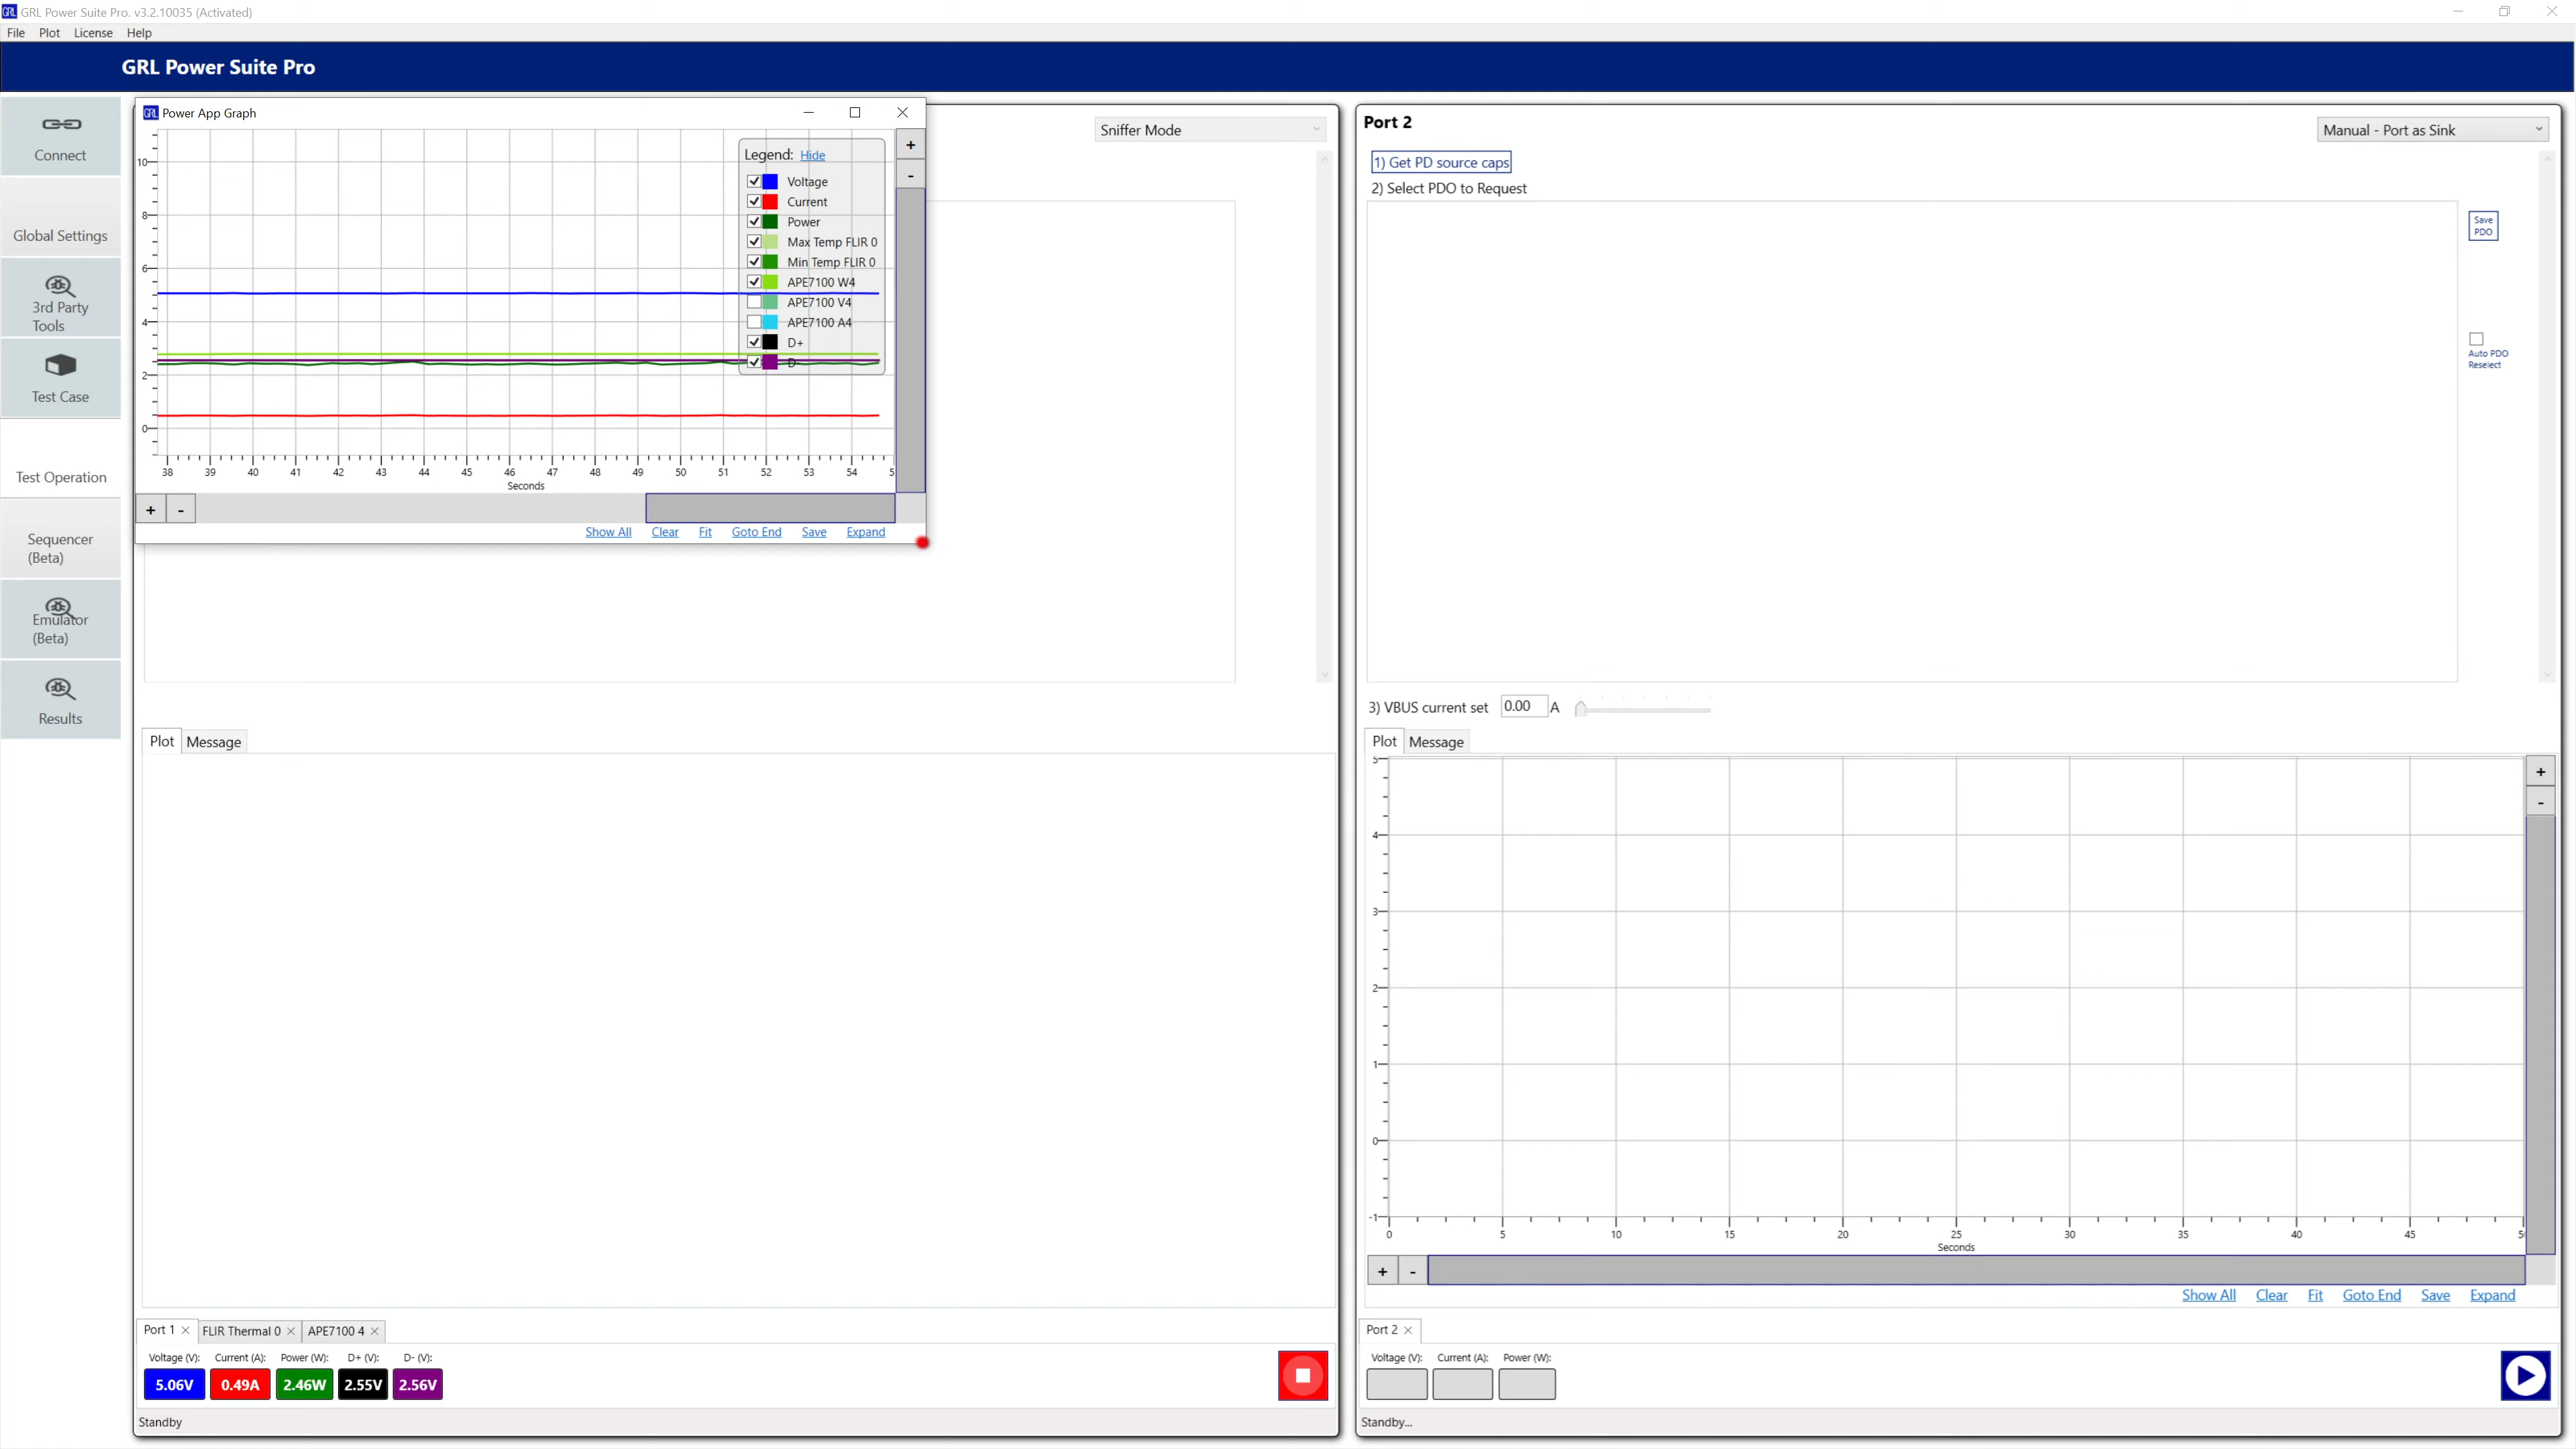 GRL Power Suite Pro. v3.2.10035 (Activated)
File Plot License Help
GRL Power Suite Pro
Connect
Global Settings
3rd Party
Tools
Test Case
Test Operation
Sequencer
(Beta)
Emulator
(Beta)
Results
GRL Power App Graph
Legend: Hide
Voltage
Current
Power
Max Temp FLIR 0
Min Temp FLIR 0
APE7100 W4
APE7100 V4
APE7100 A4
D+
D-
10
8
6
4
2
0
38 39 40 41 42 43 44 45 46 47 48 49 50 51 52 53 54 5
Seconds
+ -
+ -
Show All Clear Fit Goto End Save Expand
Sniffer Mode
Plot Message
Port 1 FLIR Thermal 0 APE7100 4
Voltage (V): Current (A): Power (W): D+ (V): D- (V):
5.06V 0.49A 2.46W 2.55V 2.56V
Standby
Port 2
Manual - Port as Sink
1) Get PD source caps
2) Select PDO to Request
Save
PDO
Auto PDO
Reselect
3) VBUS current set 0.00 A
Plot Message
5
4
3
2
1
0
-1
0 5 10 15 20 25 30 35 40 45 5
Seconds
+ -
+ -
Show All Clear Fit Goto End Save Expand
Port 2
Voltage (V): Current (A): Power (W):
Standby...